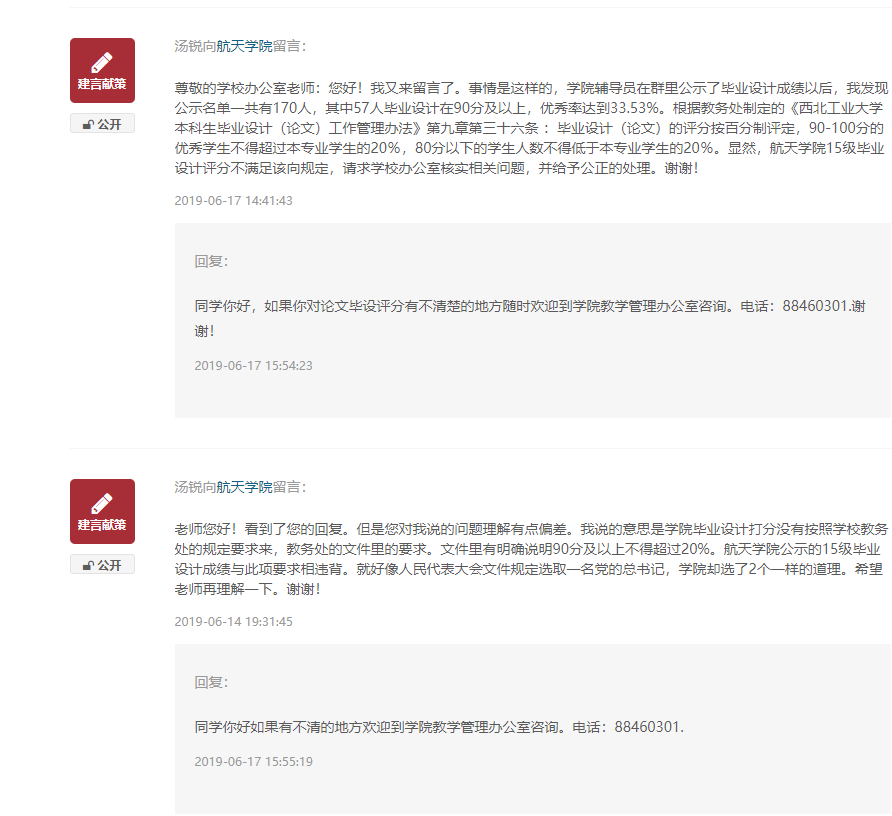 汤锐向航天学院留言：
建言献策
公开
尊敬的学校办公室老师：您好！我又来留言了。事情是这样的，学院辅导员在群里公示了毕业设计成绩以后，我发现
公示名单一共有170人，其中57人毕业设计在90分及以上，优秀率达到33.53%。根据教务处制定的《西北工业大学
本科生毕业设计（论文）工作管理办法》第九章第三十六条 ：毕业设计（论文）的评分按百分制评定，90-100分的
优秀学生不得超过本专业学生的20%，80分以下的学生人数不得低于本专业学生的20%。显然，航天学院15级毕业
设计评分不满足该向规定，请求学校办公室核实相关问题，并给予公正的处理。谢谢！
2019-06-17 14:41:43
回复：
同学你好，如果你对论文毕设评分有不清楚的地方随时欢迎到学院教学管理办公室咨询。电话：88460301.谢
谢！
2019-06-17 15:54:23
汤锐向航天学院留言：
建言献策
公开
老师您好！看到了您的回复。但是您对我说的问题理解有点偏差。我说的意思是学院毕业设计打分没有按照学校教务
处的规定要求来，教务处的文件里的要求。文件里有明确说明90分及以上不得超过20%。航天学院公示的15级毕业
设计成绩与此项要求相违背。就好像人民代表大会文件规定选取一名党的总书记，学院却选了2个一样的道理。希望
老师再理解一下。谢谢！
2019-06-14 19:31:45
回复：
同学你好如果有不清的地方欢迎到学院教学管理办公室咨询。电话：88460301.
2019-06-17 15:55:19